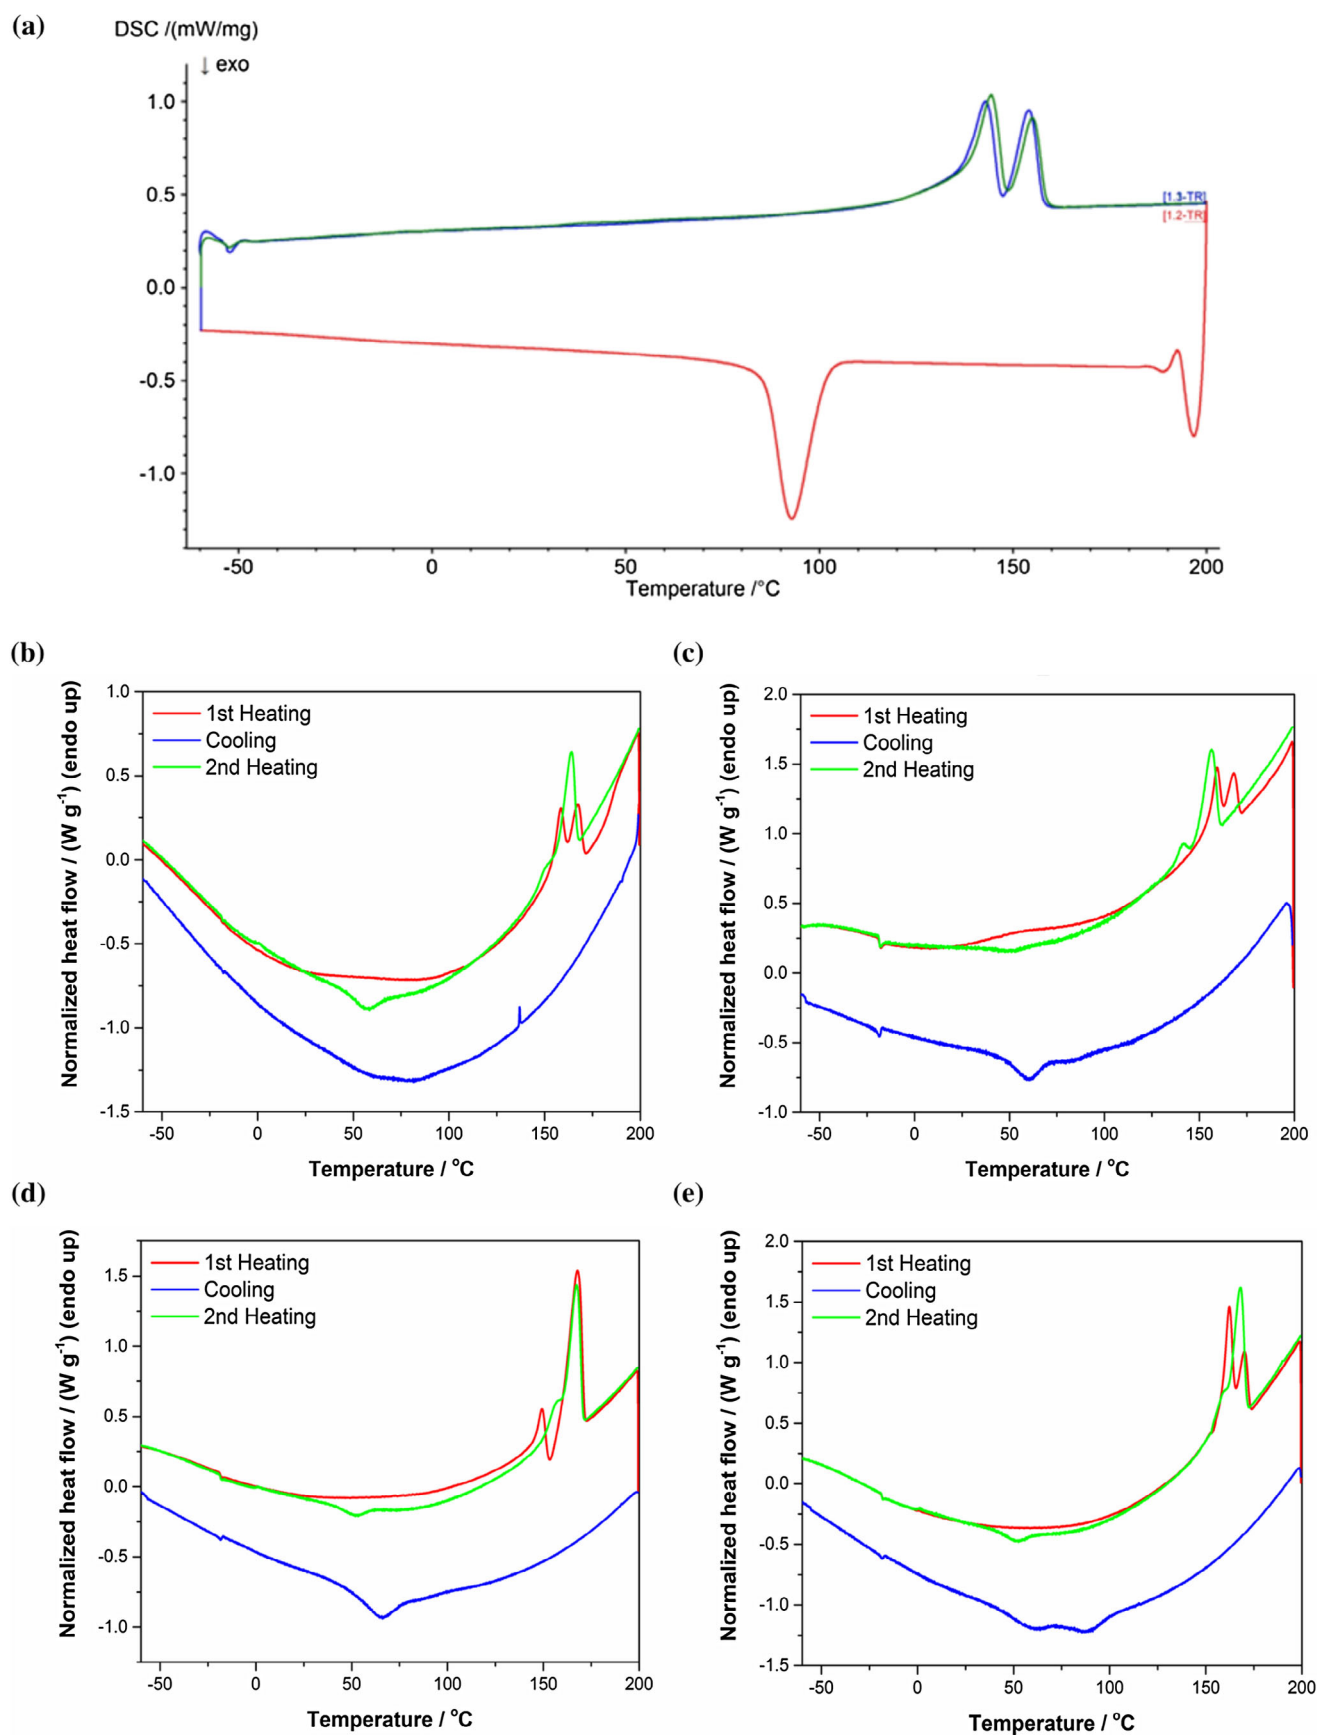 (a)
DSC /(mW/mg)
↓ exo
1.0
0.5
0.0
-0.5
-1.0
[1.3-TR]
[1.2-TR]
-50 0 50 100 150 200
Temperature /°C
(b)
Normalized heat flow / (W g⁻¹) (endo up)
1.0
0.5
0.0
-0.5
-1.0
-1.5
1st Heating
Cooling
2nd Heating
-50 0 50 100 150 200
Temperature / °C
(c)
Normalized heat flow / (W g⁻¹) (endo up)
2.0
1.5
1.0
0.5
0.0
-0.5
-1.0
1st Heating
Cooling
2nd Heating
-50 0 50 100 150 200
Temperature / °C
(d)
Normalized heat flow / (W g⁻¹) (endo up)
1.5
1.0
0.5
0.0
-0.5
-1.0
1st Heating
Cooling
2nd Heating
-50 0 50 100 150 200
Temperature / °C
(e)
Normalized heat flow / (W g⁻¹) (endo up)
2.0
1.5
1.0
0.5
0.0
-0.5
-1.0
-1.5
1st Heating
Cooling
2nd Heating
-50 0 50 100 150 200
Temperature / °C